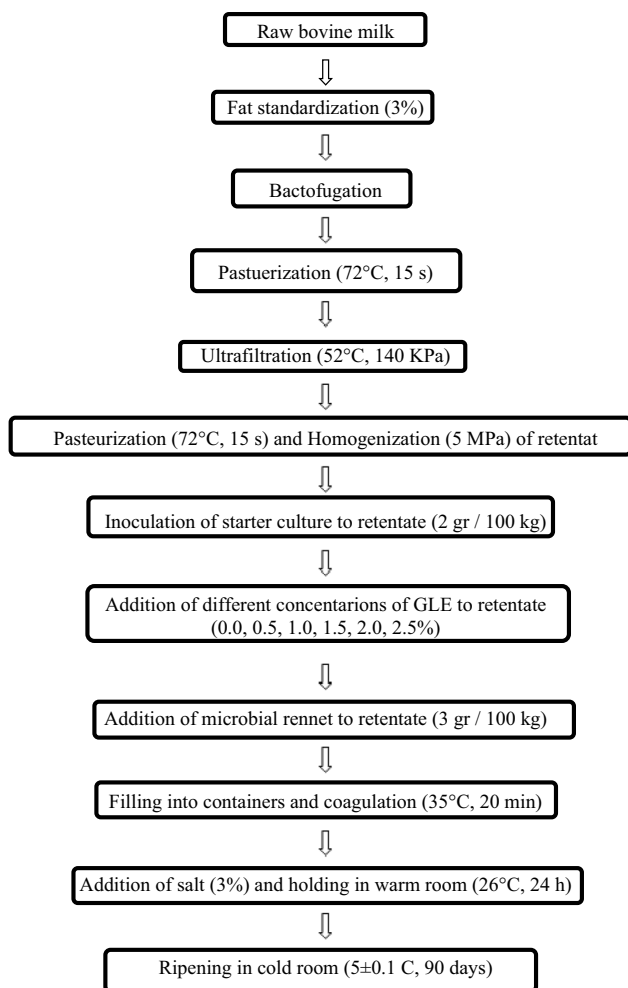 Raw bovine milk
Fat standardization (3%)
Bactofugation
Pastuerization (72°C, 15 s)
Ultrafiltration (52°C, 140 KPa)
Pasteurization (72°C, 15 s) and Homogenization (5 MPa) of retentat
Inoculation of starter culture to retentate (2 gr / 100 kg)
Addition of different concentarions of GLE to retentate
(0.0, 0.5, 1.0, 1.5, 2.0, 2.5%)
Addition of microbial rennet to retentate (3 gr / 100 kg)
Filling into containers and coagulation (35°C, 20 min)
Addition of salt (3%) and holding in warm room (26°C, 24 h)
Ripening in cold room (5±0.1 C, 90 days)